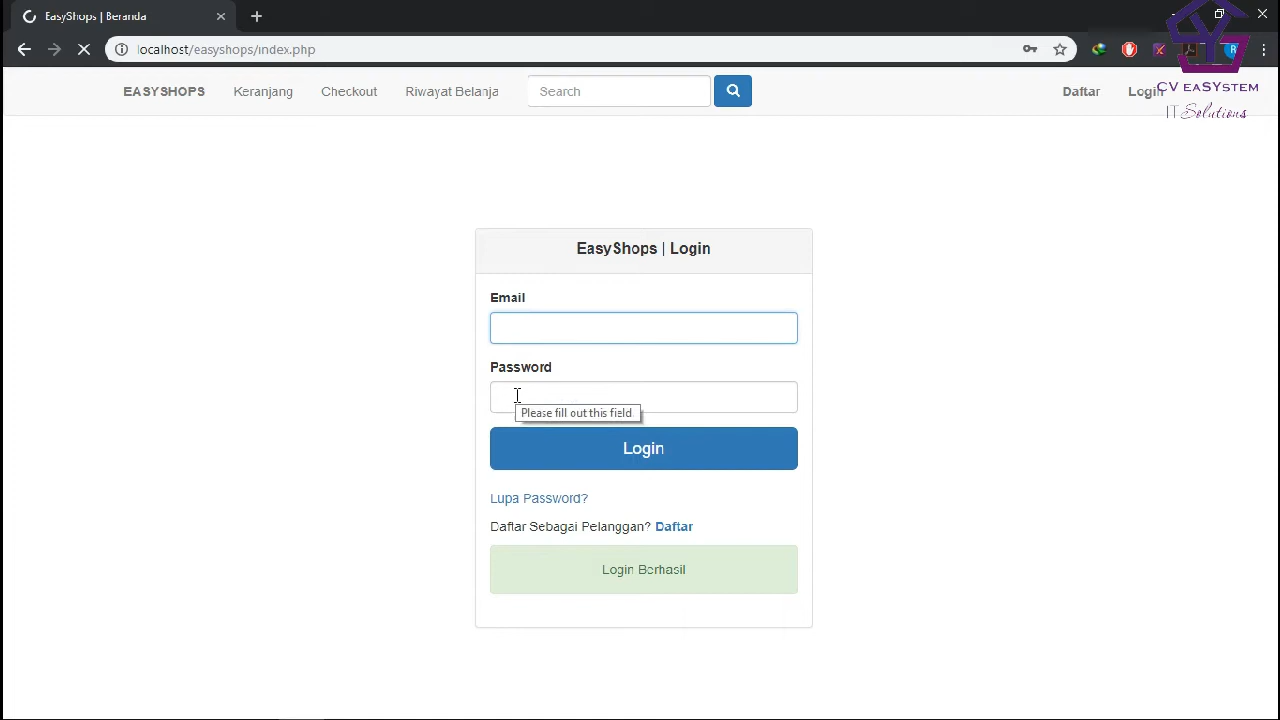 EasyShops | Beranda
localhost/easyshops/index.php
EASYSHOPS Keranjang Checkout Riwayat Belanja Search Daftar Login
CV eaSYstem
IT Solutions
EasyShops | Login
Email
Password
Please fill out this field.
Login
Lupa Password?
Daftar Sebagai Pelanggan? Daftar
Login Berhasil